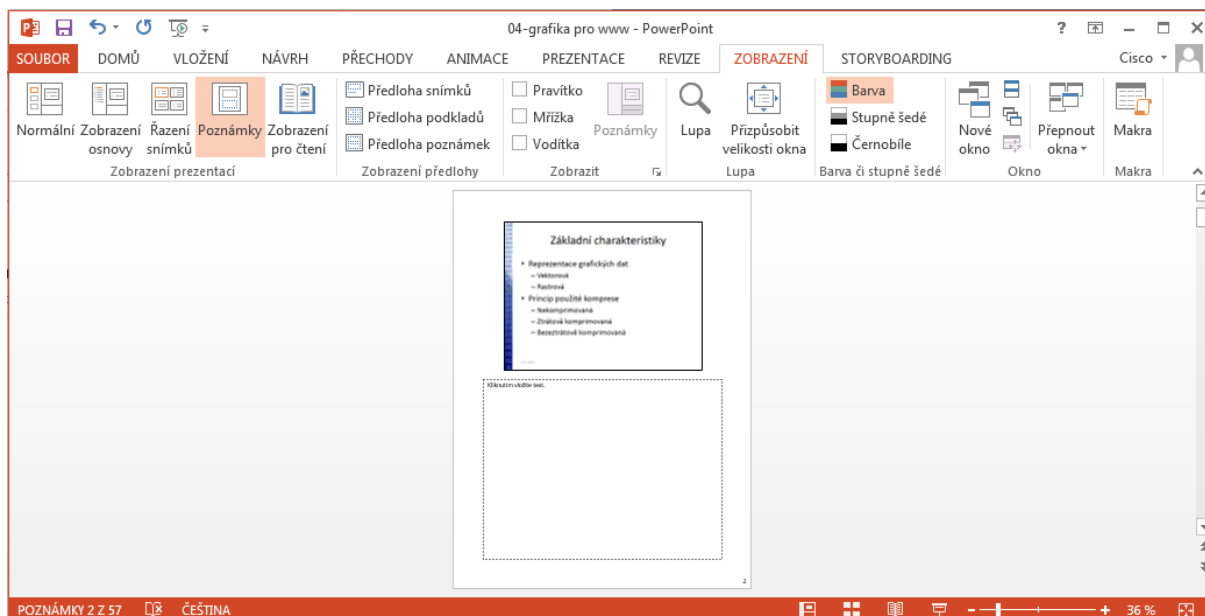 04-grafika pro www - PowerPoint
?
SOUBOR DOMŮ VLOŽENÍ NÁVRH PŘECHODY ANIMACE PREZENTACE REVIZE ZOBRAZENÍ STORYBOARDING Cisco
Normální Zobrazení osnovy Řazení snímků Poznámky Zobrazení pro čtení
Zobrazení prezentací
Předloha snímků
Předloha podkladů
Předloha poznámek
Zobrazení předlohy
Pravítko
Mřížka
Vodítka
Poznámky
Zobrazit
Lupa Přizpůsobit velikosti okna
Lupa
Barva
Stupně šedé
Černobíle
Barva či stupně šedé
Nové okno Přepnout okna
Okno
Makra
Makra
Základní charakteristiky
• Reprezentace grafických dat
– Vektorová
– Rastrová
• Princip použité komprese
– Nekomprimovaná
– Ztrátově komprimovaná
– Bezeztrátově komprimovaná
Kliknutím vložíte text.
2
POZNÁMKY 2 Z 57 ČEŠTINA 36 %